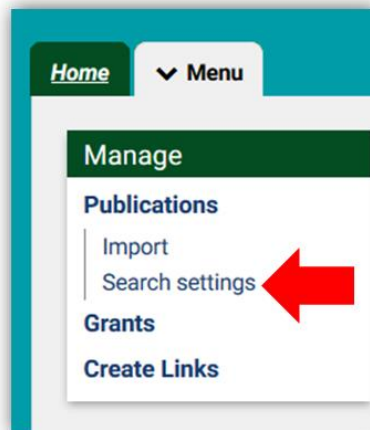 Home Menu
Manage
Publications
Import
Search settings
Grants
Create Links